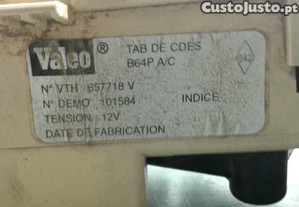 CustoJusto.pt
Valeo ®
TAB DE CDES
B64P A/C
N° VTH 657718 V
N° DEMO 101584
INDICE
TENSION 12V
DATE DE FABRICATION